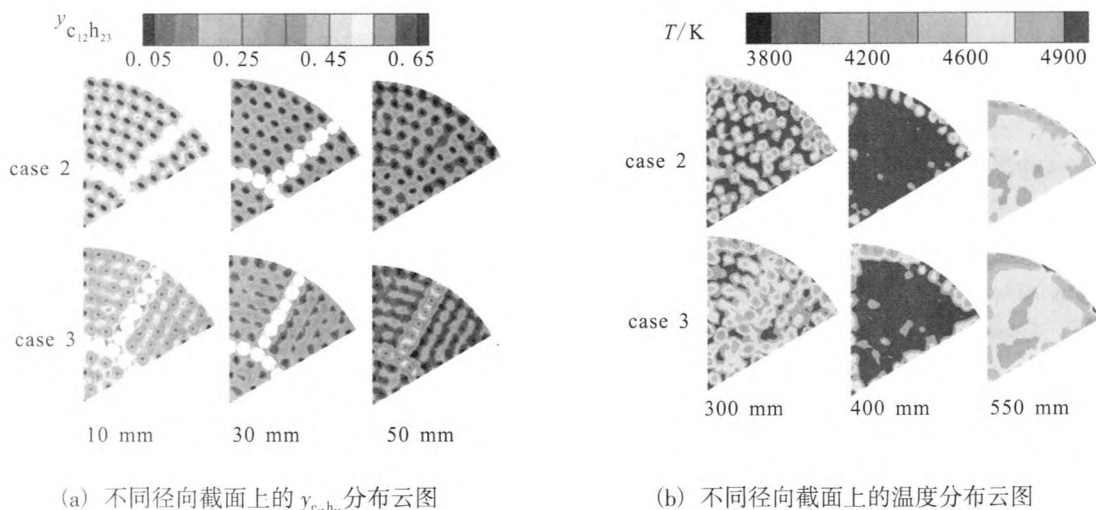 y c₁₂h₂₃
0.05 0.25 0.45 0.65
case 2
case 3
10 mm 30 mm 50 mm
(a) 不同径向截面上的 y 分布云图
T/K
3800 4200 4600 4900
case 2
case 3
300 mm 400 mm 550 mm
(b) 不同径向截面上的温度分布云图